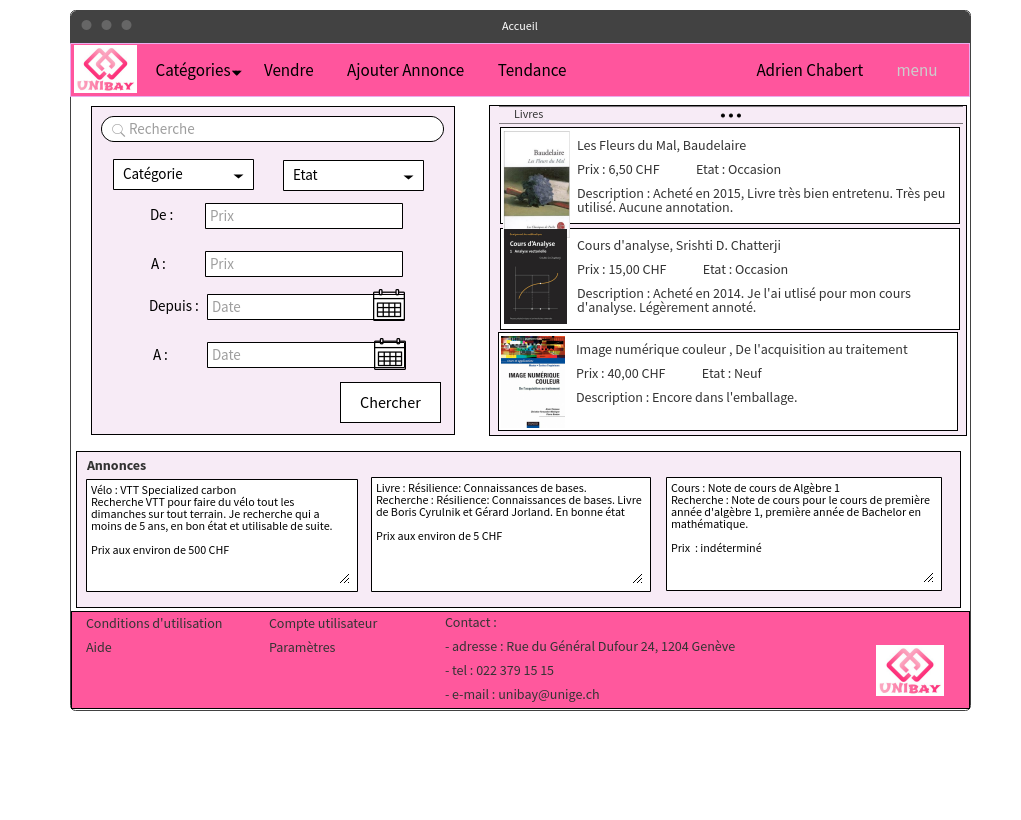 Accueil
UNIBAY
Catégories
Vendre
Ajouter Annonce
Tendance
Adrien Chabert
menu
Recherche
Catégorie
Etat
De :
Prix
A :
Prix
Depuis :
Date
A :
Date
Chercher
Livres
Baudelaire
Les Fleurs du Mal
Les Fleurs du Mal, Baudelaire
Prix : 6,50 CHF
Etat : Occasion
Description : Acheté en 2015, Livre très bien entretenu. Très peu
utilisé. Aucune annotation.
Cours d'Analyse
Cours d'analyse, Srishti D. Chatterji
Prix : 15,00 CHF
Etat : Occasion
Description : Acheté en 2014. Je l'ai utlisé pour mon cours
d'analyse. Légèrement annoté.
IMAGE NUMÉRIQUE
COULEUR
De l'acquisition au traitement
Image numérique couleur , De l'acquisition au traitement
Prix : 40,00 CHF
Etat : Neuf
Description : Encore dans l'emballage.
Annonces
Vélo : VTT Specialized carbon
Recherche VTT pour faire du vélo tout les
dimanches sur tout terrain. Je recherche qui a
moins de 5 ans, en bon état et utilisable de suite.
Prix aux environ de 500 CHF
Livre : Résilience: Connaissances de bases.
Recherche : Résilience: Connaissances de bases. Livre
de Boris Cyrulnik et Gérard Jorland. En bonne état
Prix aux environ de 5 CHF
Cours : Note de cours de Algèbre 1
Recherche : Note de cours pour le cours de première
année d'algèbre 1, première année de Bachelor en
mathématique.
Prix : indéterminé
Conditions d'utilisation
Aide
Compte utilisateur
Paramètres
Contact :
- adresse : Rue du Général Dufour 24, 1204 Genève
- tel : 022 379 15 15
- e-mail : unibay@unige.ch
UNIBAY